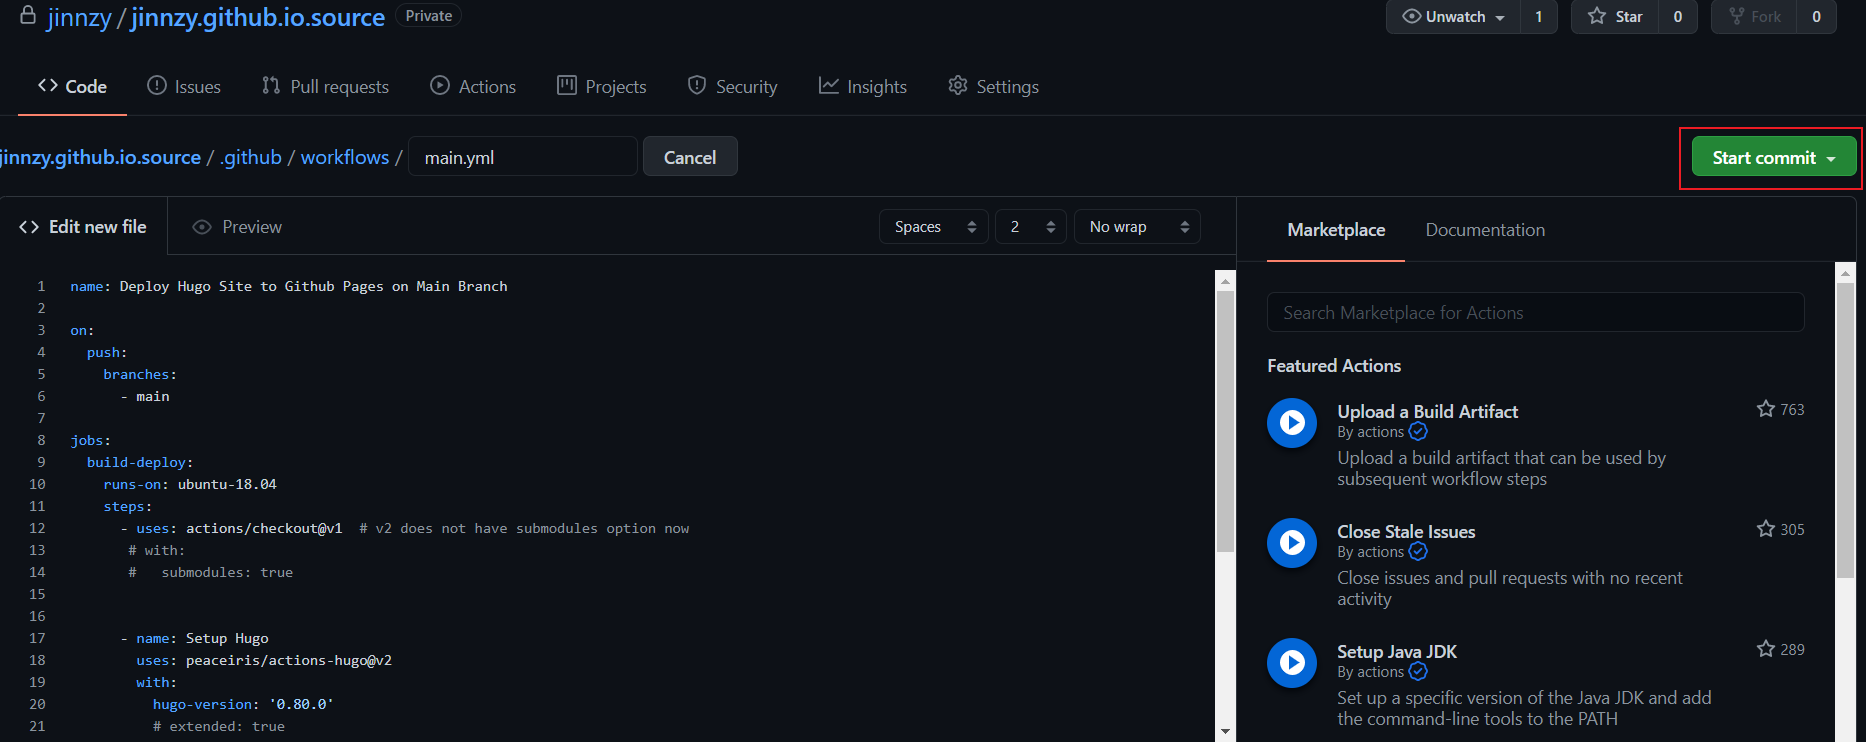 jinnzy / jinnzy.github.io.source Private
Unwatch 1 Star 0 Fork 0
Code Issues Pull requests Actions Projects Security Insights Settings
jinnzy.github.io.source / .github / workflows / main.yml Cancel
Start commit
Edit new file Preview
Spaces 2 No wrap
1 name: Deploy Hugo Site to Github Pages on Main Branch
2
3 on:
4 push:
5 branches:
6 - main
7
8 jobs:
9 build-deploy:
10 runs-on: ubuntu-18.04
11 steps:
12 - uses: actions/checkout@v1 # v2 does not have submodules option now
13 # with:
14 # submodules: true
15
16
17 - name: Setup Hugo
18 uses: peaceiris/actions-hugo@v2
19 with:
20 hugo-version: '0.80.0'
21 # extended: true
Marketplace Documentation
Search Marketplace for Actions
Featured Actions
Upload a Build Artifact 763
By actions
Upload a build artifact that can be used by
subsequent workflow steps
Close Stale Issues 305
By actions
Close issues and pull requests with no recent
activity
Setup Java JDK 289
By actions
Set up a specific version of the Java JDK and add
the command-line tools to the PATH